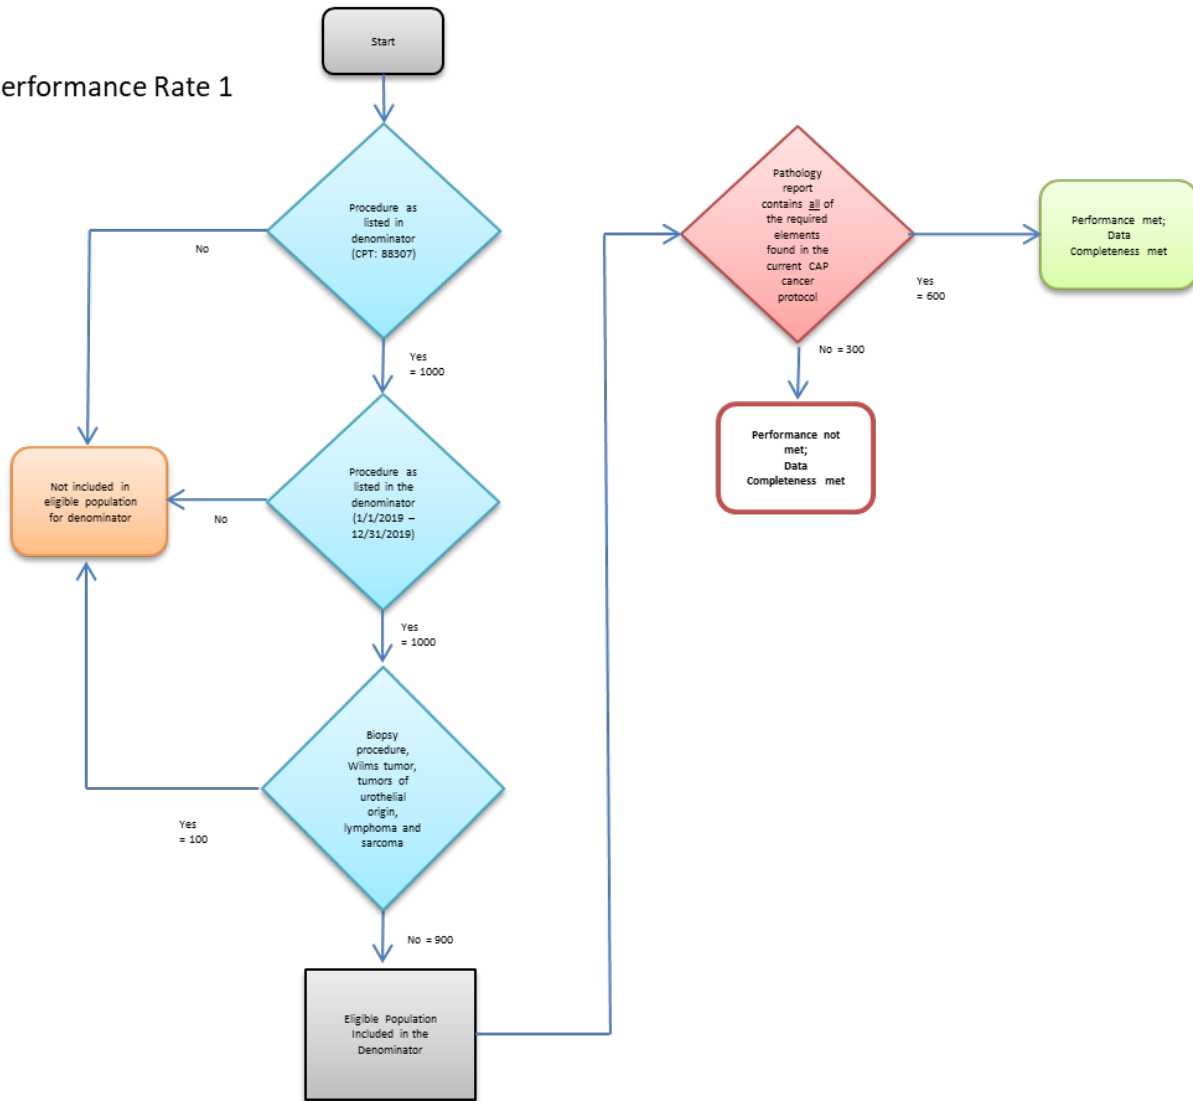 Start
erformance Rate 1
Procedure as
listed in
denominator
(CPT: 88307)
No
Yes
= 1000
Procedure as
listed in the
denominator
(1/1/2019 –
12/31/2019)
Not included in
eligible population
for denominator
No
Yes
= 1000
Biopsy
procedure,
Wilms tumor,
tumors of
urothelial
origin,
lymphoma and
sarcoma
Yes
= 100
No = 900
Eligible Population
Included in the
Denominator
Pathology
report
contains all of
the required
elements
found in the
current CAP
cancer
protocol
Yes
= 600
Performance met;
Data
Completeness met
No = 300
Performance not
met;
Data
Completeness met